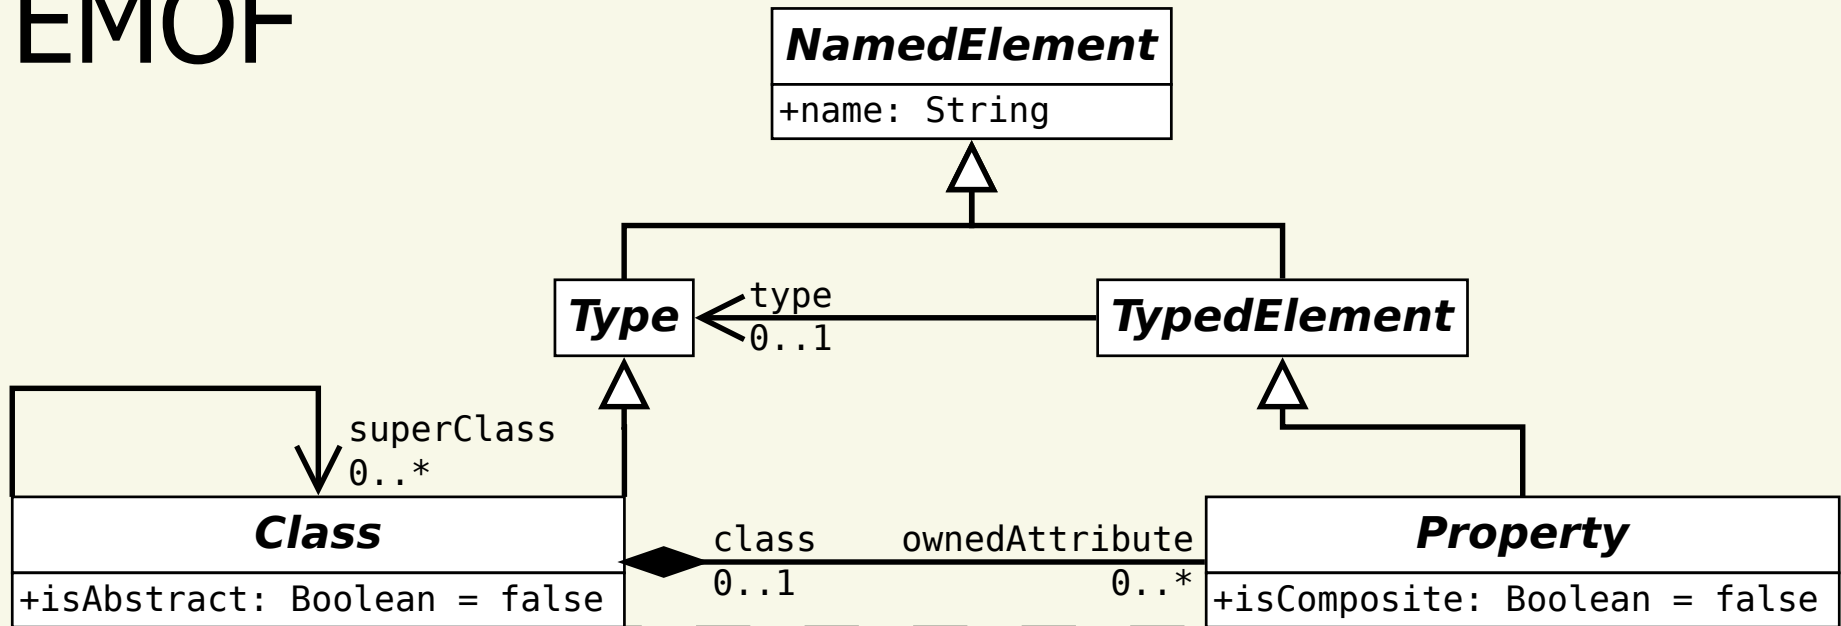 EMOF
NamedElement
+name: String
Type
type
0..1
TypedElement
superClass
0..*
Class
+isAbstract: Boolean = false
class
0..1
ownedAttribute
0..*
Property
+isComposite: Boolean = false